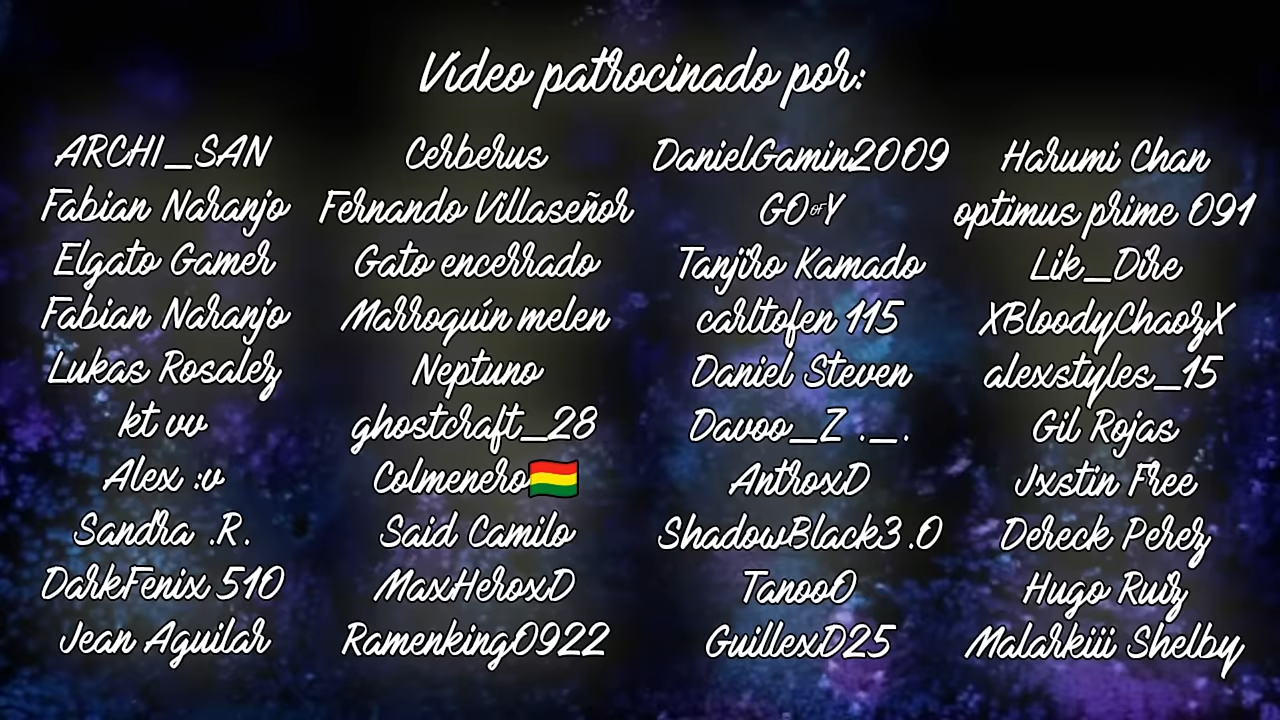 Vídeo patrocinado por:
ARCHI_SAN
Fabian Naranjo
Elgato Gamer
Fabian Naranjo
Lukas Rosalez
kt vv
Alex :v
Sandra .R.
DarkFenix 510
Jean Aguilar
Cerberus
Fernando Villaseñor
Gato encerrado
Marroquín melen
Neptuno
ghostcraft_28
Colmenero🇧🇴
Said Camilo
MaxHeroxD
Ramenking0922
DanielGamin2009
GO of Y
Tanjiro Kamado
carltofen 115
Daniel Steven
Davoo_Z ._.
AntroxD
ShadowBlack3.0
TanooO
GuillexD25
Harumi Chan
optimus prime 091
Lik_Dire
XBloodyChaozX
alexstyles_15
Gil Rojas
Jxstin Free
Dereck Perez
Hugo Ruiz
Malarkiii Shelby